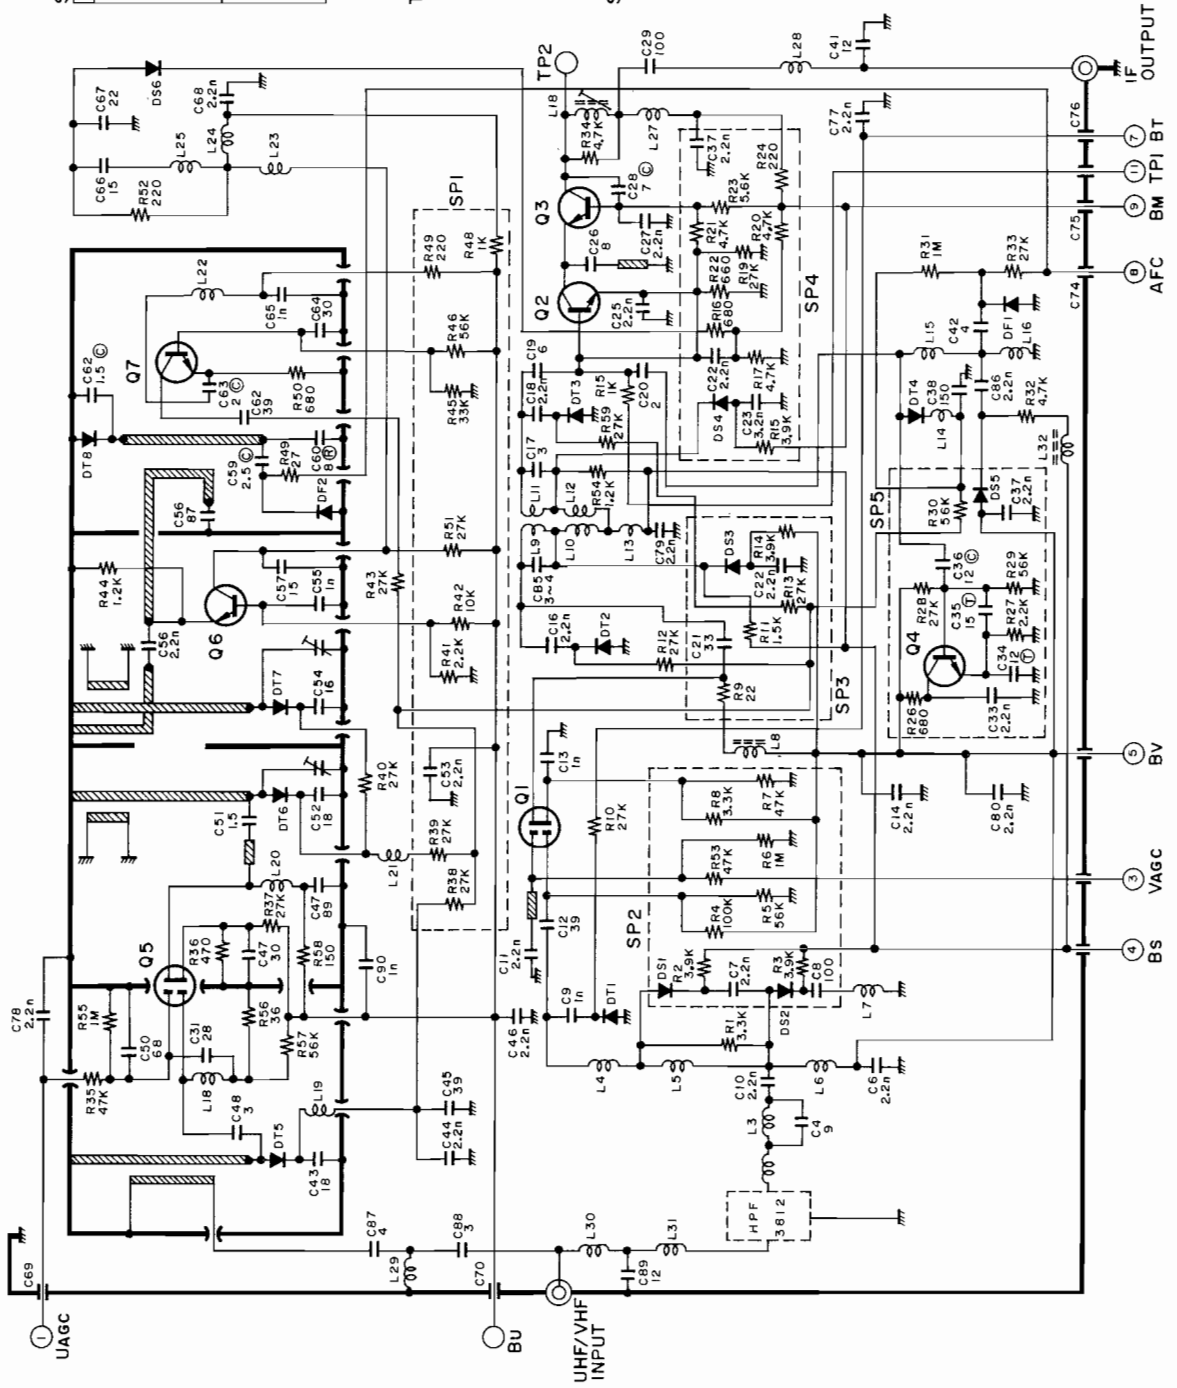 S
T
S
C67
22
DS6
C68
2.2n
C66
15
L25
L24
R52
220
L23
L22
C65
1n
C64
30
Q7
C62
1.5 ©
C63
2 ©
C62
39
R50
680
DT8
C59
2.5 ©
R49
27
C60
8 Ⓡ
DF2
C56
87
R44
1.2K
C56
2.2n
Q6
C57
15
C55
1n
DT7
C54
16
C51
1.5
DT6
C52
18
R40
27K
L20
R37
27K
C47
89
L21
Q5
R36
470
C47
30
R58
150
C90
1n
R55
1M
C50
68
C31
28
R56
36
R57
56K
L18
R35
47K
C78
2.2n
C48
3
DT5
L19
C43
18
C44
2.2n
C45
39
C46
2.2n
C69
1
UAGC
SP1
R49
220
R48
1K
R46
56K
R45
33K
R51
27K
R43
27K
R42
10K
R41
2.2K
C53
2.2n
R39
27K
R38
27K
C87
4
L29
C88
3
C70
BU
UHF/VHF
INPUT
L30
C89
12
L31
HPF
3812
L3
C4
9
C10
2.2n
L6
C6
2.2n
L4
L5
R1
3.3K
C9
1n
DT1
C11
2.2n
C12
39
Q1
C13
1n
R10
27K
SP2
DS1
R2
3.9K
C7
2.2n
R3
3.9K
DS2
C8
100
L7
R4
100K
R5
56K
R53
47K
R6
1M
R8
3.3K
R7
47K
L8
SP3
R9
22
C21
33
R12
27K
R11
1.5K
DS3
R14
3.9K
C22
2.2n
R13
27K
C16
2.2n
DT2
C85
3~4
L9
L10
L11
L12
L13
C79
2.2n
C17
3
R54
1.2K
C18
2.2n
C19
6
DT3
R59
27K
R15
1K
C20
2
Q2
Q3
TP2
C26
8
C25
2.2n
C27
2.2n
C28
7 ©
L18
R34
4.7K
C29
100
L27
L28
C41
12
IF
OUTPUT
SP4
C37
2.2n
R24
220
R23
5.6K
R21
4.7K
R20
4.7K
R22
660
R19
27K
R16
680
C22
2.2n
R17
4.7K
DS4
C23
3.2n
R15
3.9K
C77
2.2n
C76
7
BT
11
TP1
9
BM
C75
8
AFC
C74
R31
1M
R33
27K
C42
4
DF1
L15
L16
C86
2.2n
R32
4.7K
DT4
C38
150
L14
L32
SP5
R30
56K
DS5
C37
2.2n
C36
12 ©
R29
56K
R28
27K
C35
15 Ⓣ
R27
2.2K
Q4
C34
12 Ⓣ
R26
680
C33
2.2n
5
BV
C14
2.2n
C80
2.2n
3
VAGC
4
BS